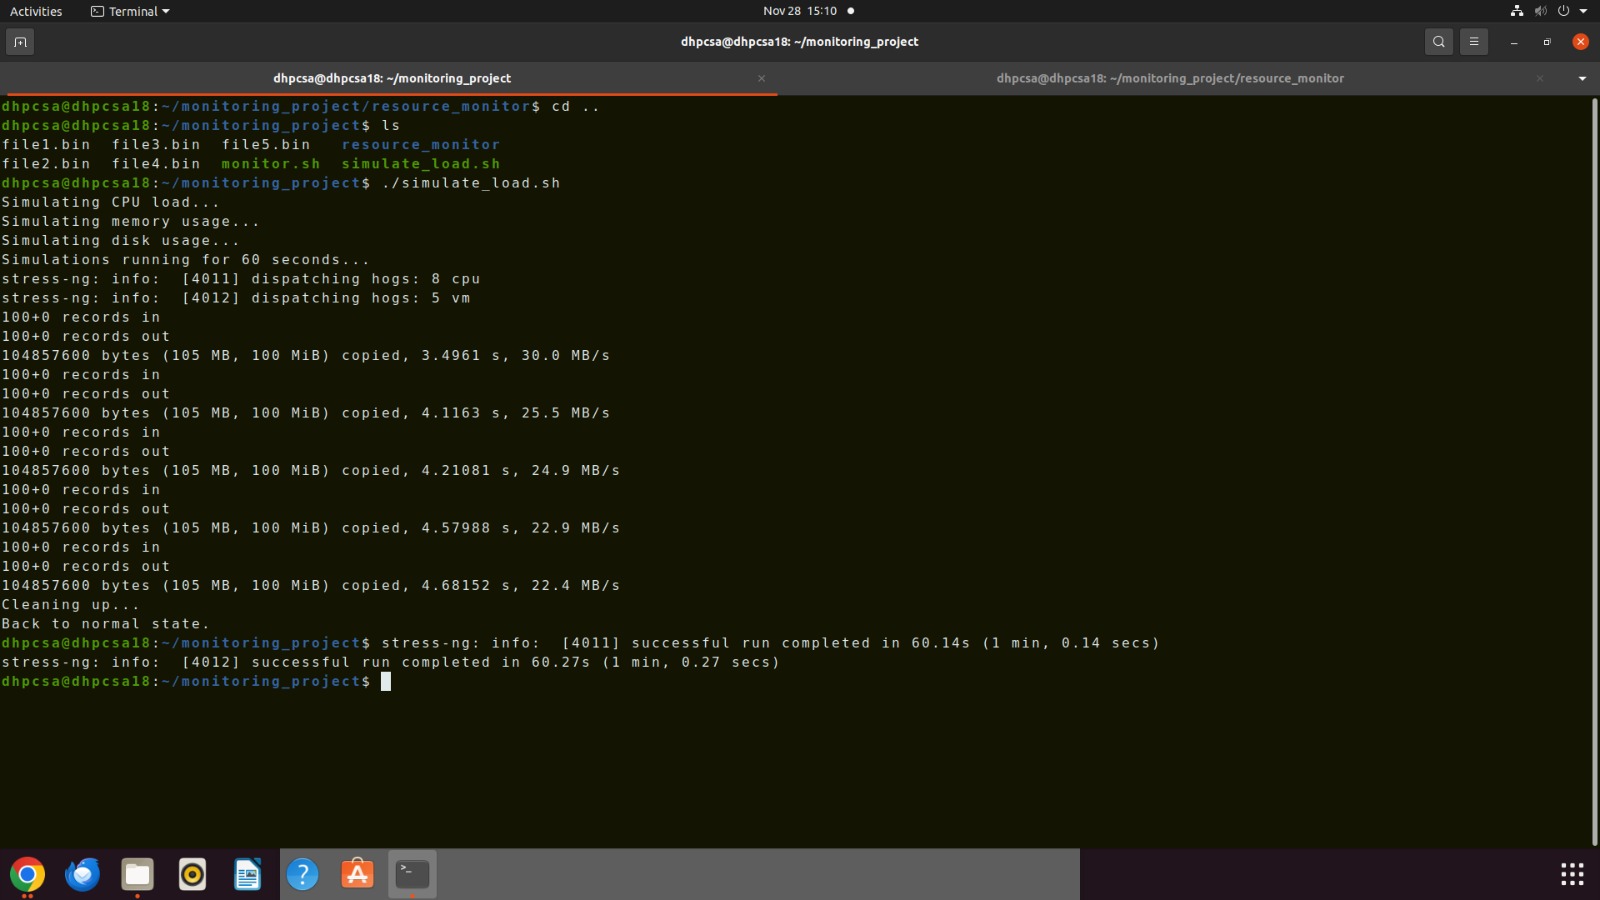 Activities Terminal Nov 28 15:10
dhpcsa@dhpcsa18: ~/monitoring_project
dhpcsa@dhpcsa18: ~/monitoring_project dhpcsa@dhpcsa18: ~/monitoring_project/resource_monitor
dhpcsa@dhpcsa18:~/monitoring_project/resource_monitor$ cd ..
dhpcsa@dhpcsa18:~/monitoring_project$ ls
file1.bin  file3.bin  file5.bin   resource_monitor
file2.bin  file4.bin  monitor.sh  simulate_load.sh
dhpcsa@dhpcsa18:~/monitoring_project$ ./simulate_load.sh
Simulating CPU load...
Simulating memory usage...
Simulating disk usage...
Simulations running for 60 seconds...
stress-ng: info:  [4011] dispatching hogs: 8 cpu
stress-ng: info:  [4012] dispatching hogs: 5 vm
100+0 records in
100+0 records out
104857600 bytes (105 MB, 100 MiB) copied, 3.4961 s, 30.0 MB/s
100+0 records in
100+0 records out
104857600 bytes (105 MB, 100 MiB) copied, 4.1163 s, 25.5 MB/s
100+0 records in
100+0 records out
104857600 bytes (105 MB, 100 MiB) copied, 4.21081 s, 24.9 MB/s
100+0 records in
100+0 records out
104857600 bytes (105 MB, 100 MiB) copied, 4.57988 s, 22.9 MB/s
100+0 records in
100+0 records out
104857600 bytes (105 MB, 100 MiB) copied, 4.68152 s, 22.4 MB/s
Cleaning up...
Back to normal state.
dhpcsa@dhpcsa18:~/monitoring_project$ stress-ng: info:  [4011] successful run completed in 60.14s (1 min, 0.14 secs)
stress-ng: info:  [4012] successful run completed in 60.27s (1 min, 0.27 secs)
dhpcsa@dhpcsa18:~/monitoring_project$